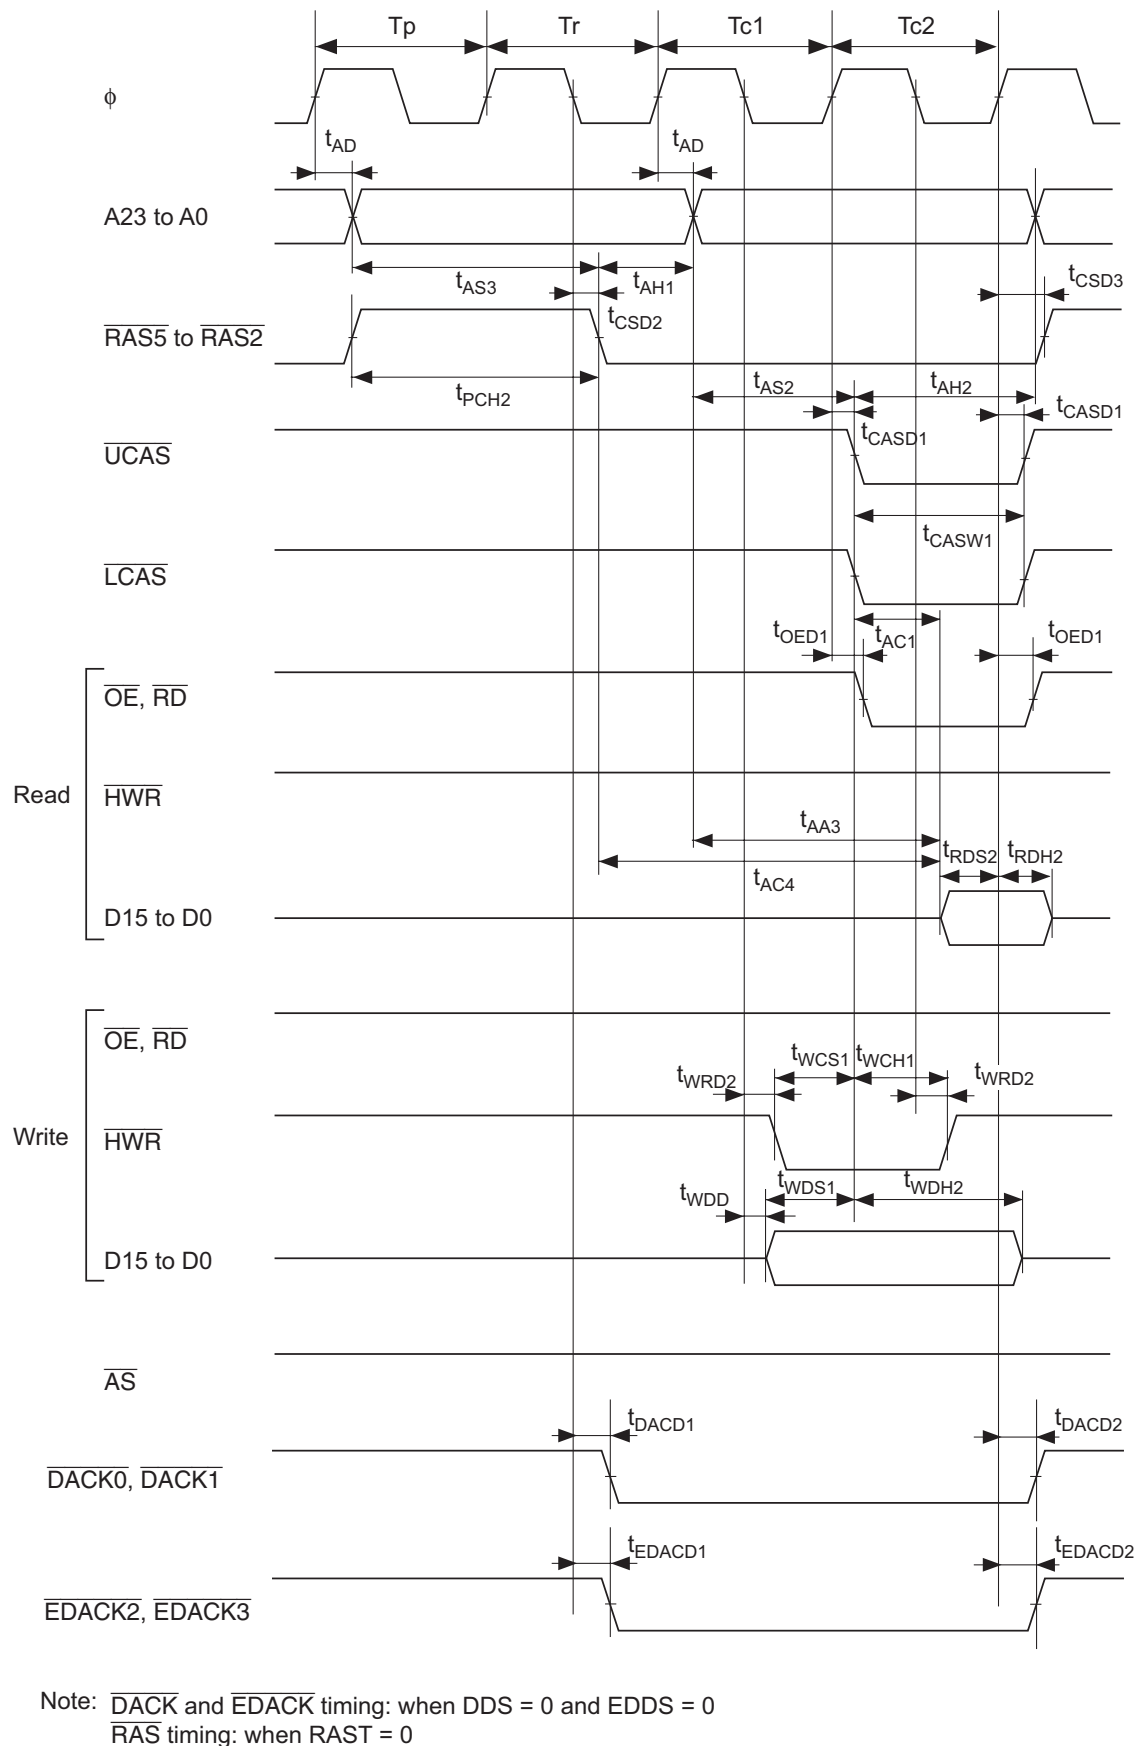 Tp Tr Tc1 Tc2
ϕ
tAD tAD
A23 to A0
tAS3 tAH1 tCSD3
tCSD2
RAS5 to RAS2
tPCH2 tAS2 tAH2 tCASD1
tCASD1
UCAS
tCASW1
LCAS
tOED1 tAC1 tOED1
OE, RD
Read
HWR
tAA3
tRDS2 tRDH2
tAC4
D15 to D0
OE, RD
tWCS1 tWCH1
tWRD2 tWRD2
Write
HWR
tWDS1 tWDH2
tWDD
D15 to D0
AS
tDACD1 tDACD2
DACK0, DACK1
tEDACD1 tEDACD2
EDACK2, EDACK3
Note: DACK and EDACK timing: when DDS = 0 and EDDS = 0
RAS timing: when RAST = 0